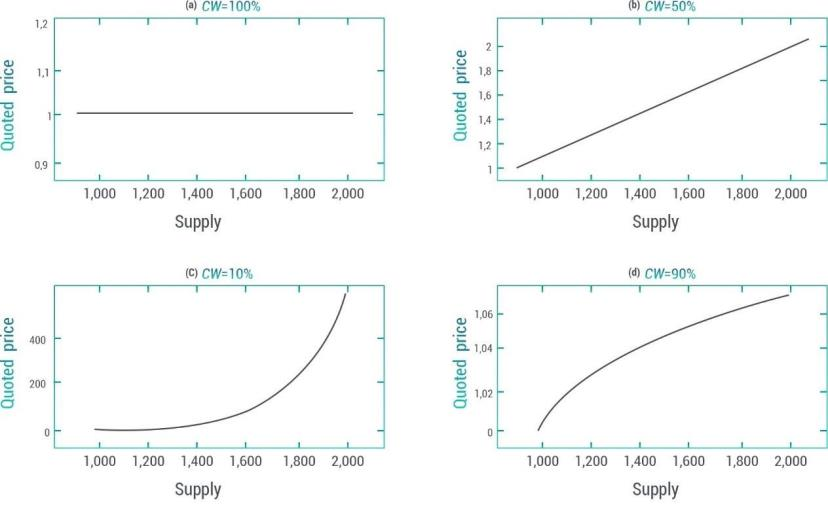 (a) CW=100%
Quoted price
1,2
1,1
1
0,9
1,000 1,200 1,400 1,600 1,800 2,000
Supply
(b) CW=50%
Quoted price
2
1,8
1,6
1,4
1,2
1
1,000 1,200 1,400 1,600 1,800 2,000
Supply
(C) CW=10%
Quoted price
400
200
0
1,000 1,200 1,400 1,600 1,800 2,000
Supply
(d) CW=90%
Quoted price
1,06
1,04
1,02
0
1,000 1,200 1,400 1,600 1,800 2,000
Supply